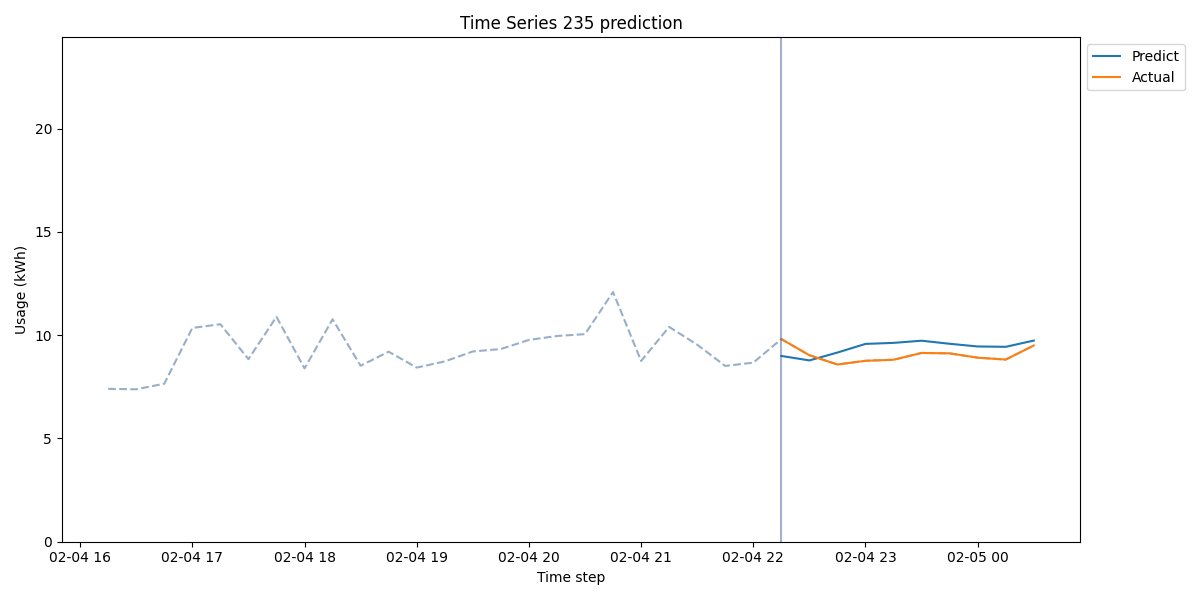 Time Series 235 prediction
Predict
Actual
Usage (kWh)
20
15
10
5
0
02-04 16 02-04 17 02-04 18 02-04 19 02-04 20 02-04 21 02-04 22 02-04 23 02-05 00
Time step